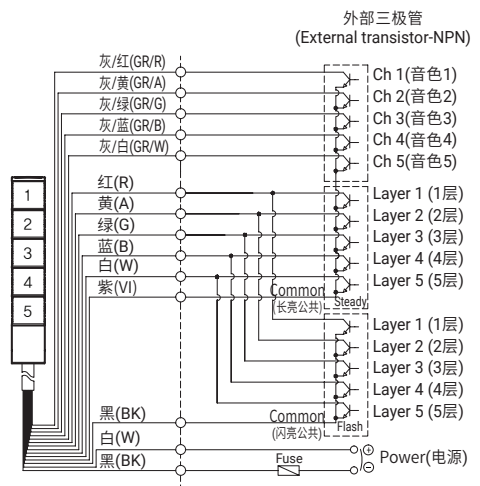 外部三极管
(External transistor-NPN)
灰/红(GR/R)
Ch 1(音色1)
灰/黄(GR/A)
Ch 2(音色2)
灰/绿(GR/G)
Ch 3(音色3)
灰/蓝(GR/B)
Ch 4(音色4)
灰/白(GR/W)
Ch 5(音色5)
红(R)
Layer 1 (1层)
黄(A)
Layer 2 (2层)
绿(G)
Layer 3 (3层)
蓝(B)
Layer 4 (4层)
白(W)
Layer 5 (5层)
紫(VI)
Common
(长亮公共)
Steady
1
2
3
4
5
Layer 1 (1层)
Layer 2 (2层)
Layer 3 (3层)
Layer 4 (4层)
Layer 5 (5层)
黑(BK)
Common
(闪亮公共)
Flash
白(W)
黑(BK)
Fuse
+
-
Power(电源)